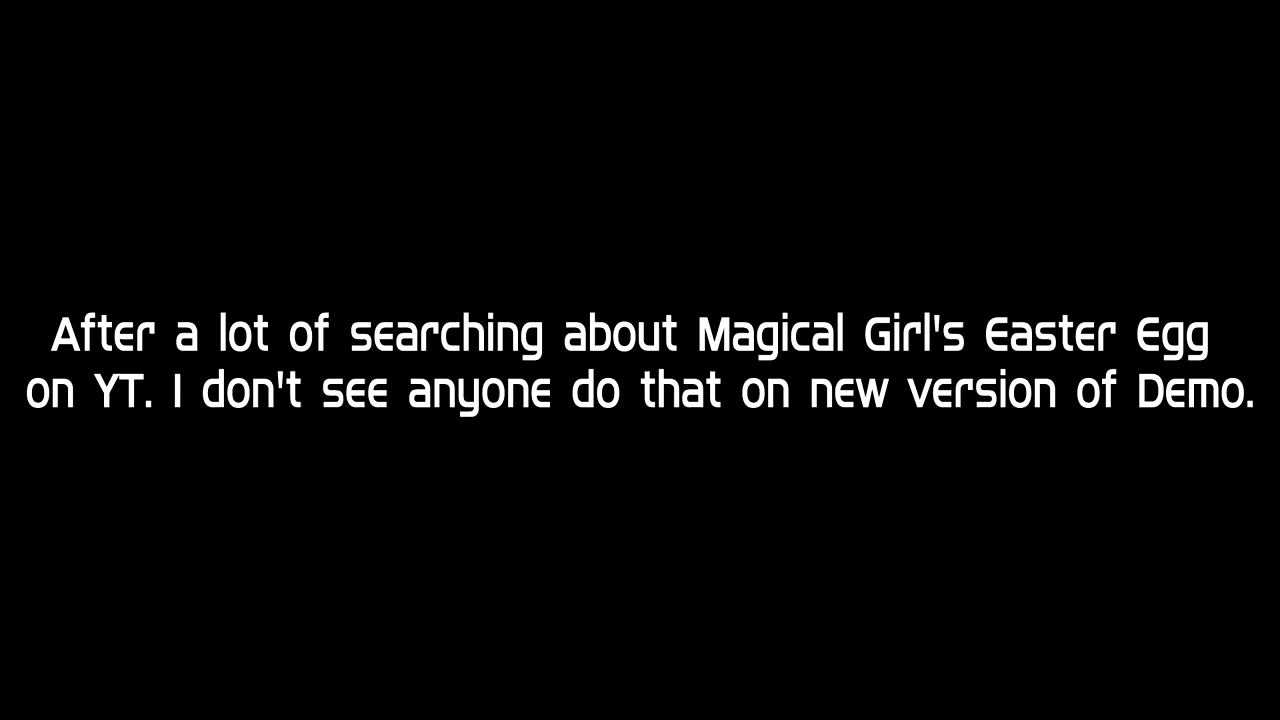 After a lot of searching about Magical Girl's Easter Egg
on YT. I don't see anyone do that on new version of Demo.